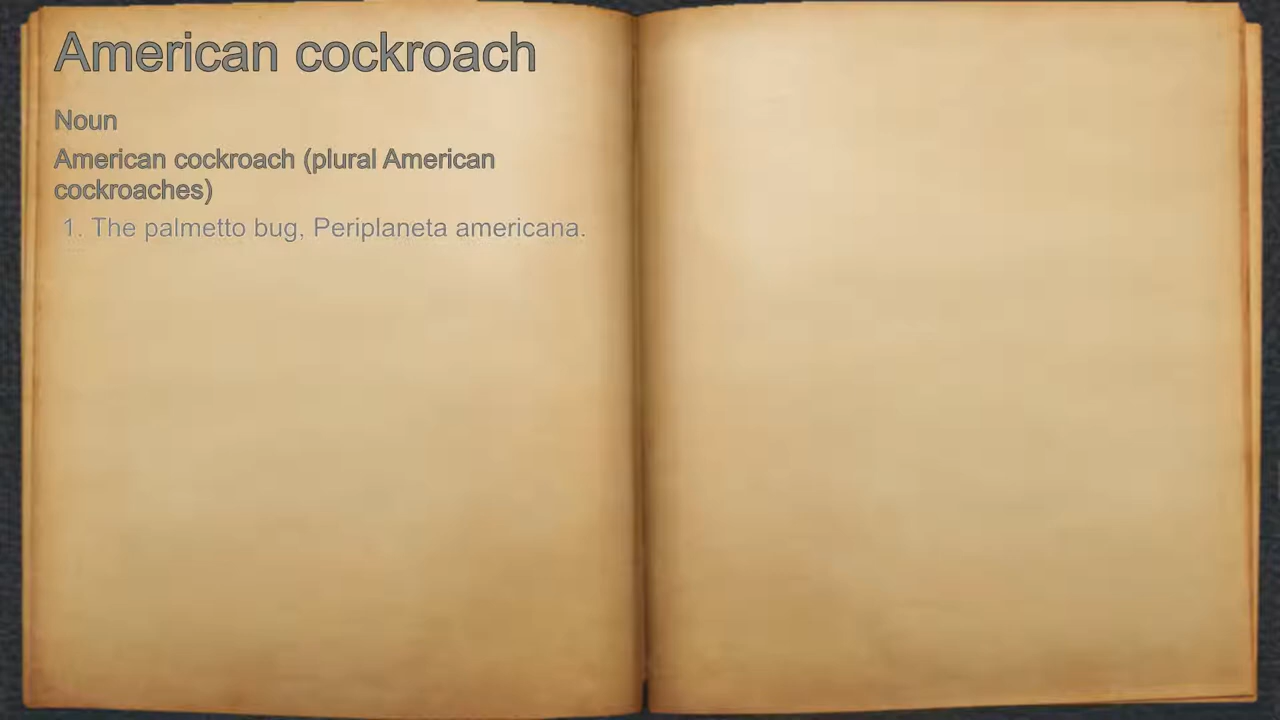 American cockroach
Noun
American cockroach (plural American
cockroaches)
1. The palmetto bug, Periplaneta americana.